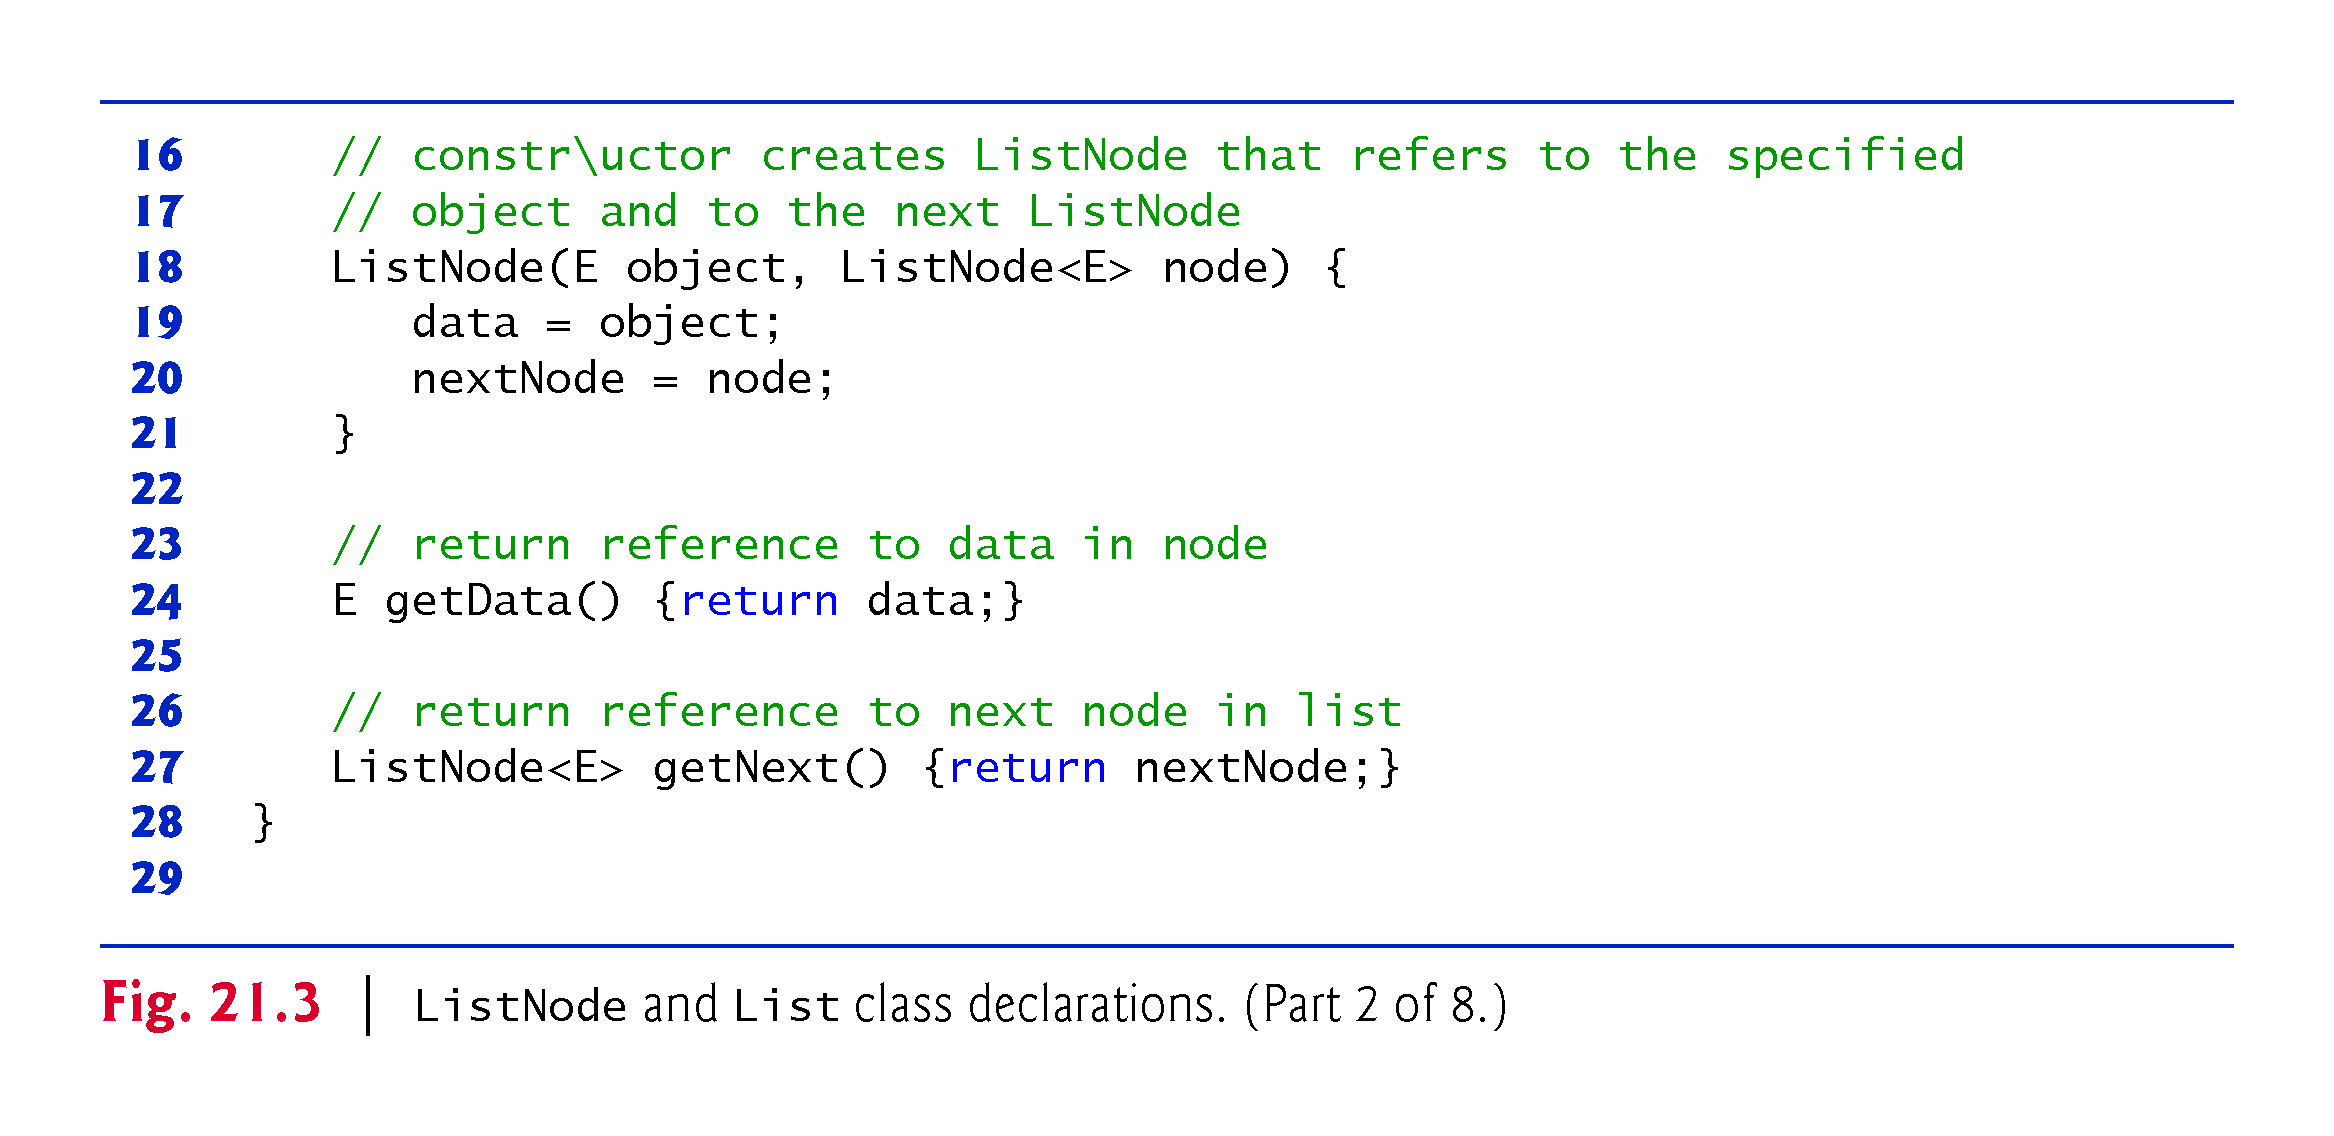 16 // constr\uctor creates ListNode that refers to the specified
17 // object and to the next ListNode
18 ListNode(E object, ListNode<E> node) {
19 data = object;
20 nextNode = node;
21 }
22
23 // return reference to data in node
24 E getData() {return data;}
25
26 // return reference to next node in list
27 ListNode<E> getNext() {return nextNode;}
28 }
29
Fig. 21.3 | ListNode and List class declarations. (Part 2 of 8.)